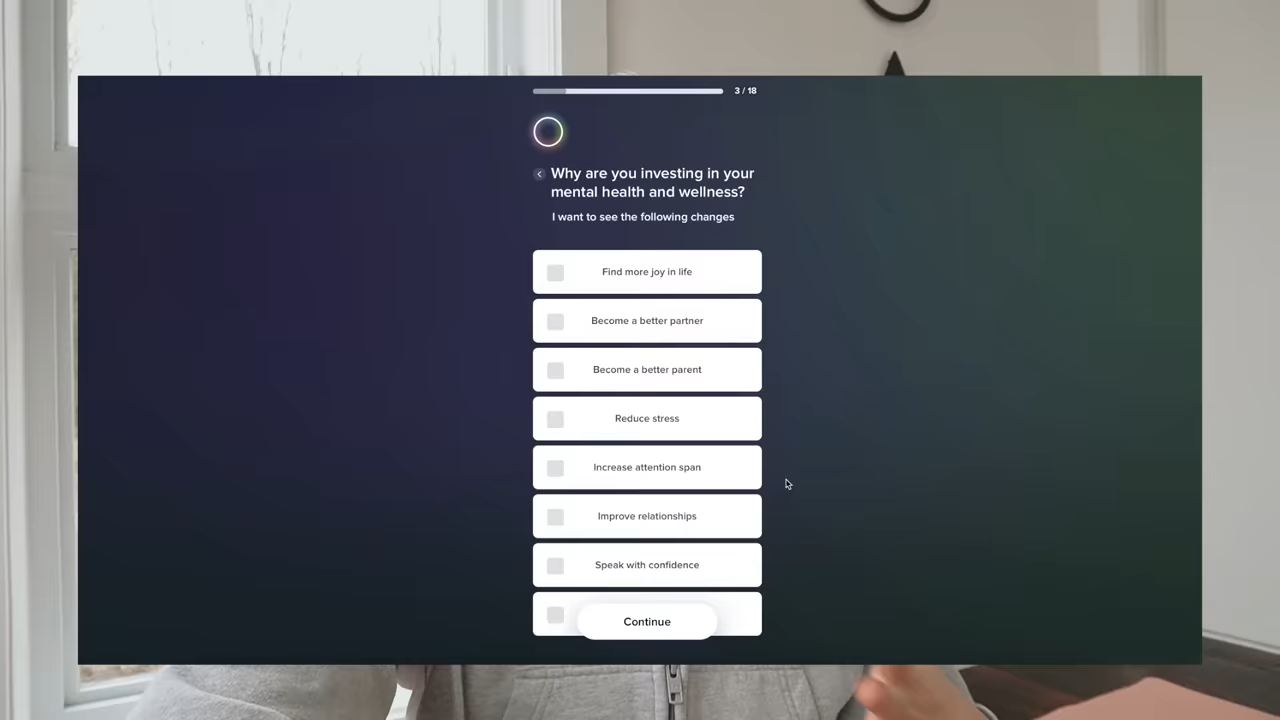 3 / 18
Why are you investing in your
mental health and wellness?
I want to see the following changes
Find more joy in life
Become a better partner
Become a better parent
Reduce stress
Increase attention span
Improve relationships
Speak with confidence
Continue